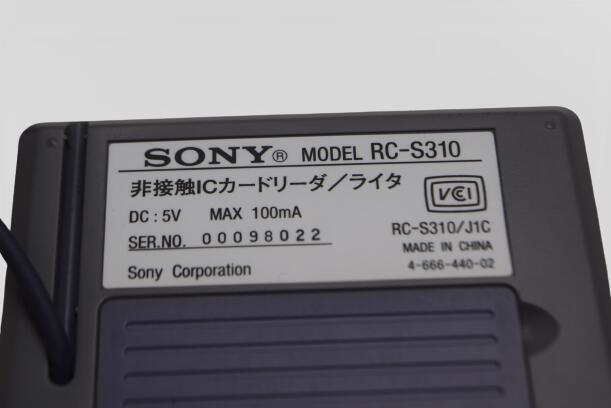 SONY® MODEL RC-S310
非接触ICカードリーダ／ライタ
DC : 5V MAX 100mA
SER.NO. 00098022
Sony Corporation
VCI
RC-S310/J1C
MADE IN CHINA
4-666-440-02